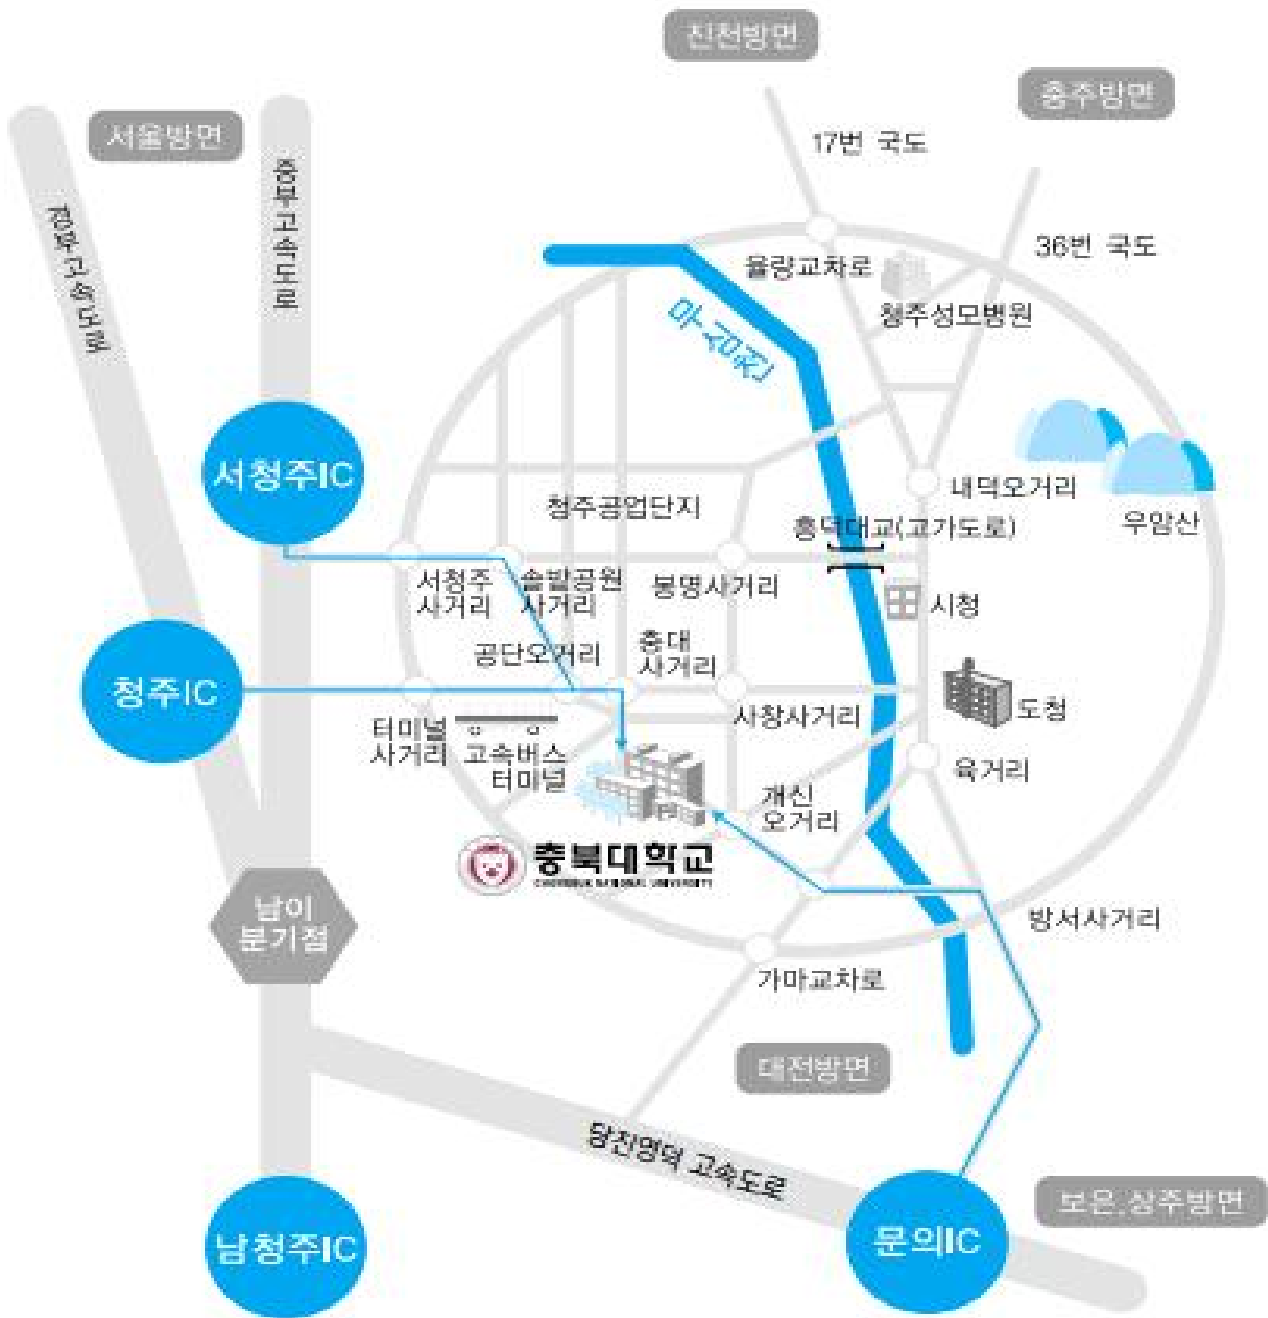 진천방면
충주방면
서울방면
17번 국도
중부고속도로
경부고속도로
36번 국도
율량교차로
청주성모병원
무심천
서청주IC
내덕오거리
청주공업단지
우암산
흥덕대교(고가도로)
서청주
사거리
솔밭공원
사거리
봉명사거리
시청
공단오거리
충대
사거리
청주IC
도청
사창사거리
터미널
사거리
고속버스
터미널
육거리
개신
오거리
충북대학교
CHUNGBUK NATIONAL UNIVERSITY
남이
분기점
방서사거리
가마교차로
대전방면
당진영덕 고속도로
보은,상주방면
남청주IC
문의IC